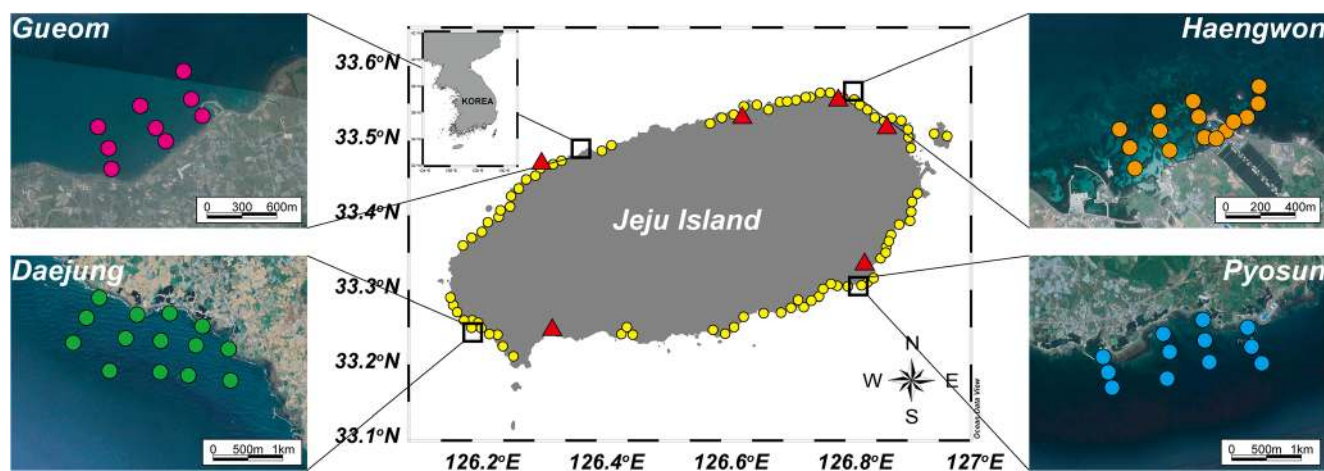 Gueom
0 300 600m
Daejung
0 500m 1km
33.6°N
33.5°N
33.4°N
33.3°N
33.2°N
33.1°N
KOREA
Jeju Island
N
W E
S
Ocean Data View
126.2°E 126.4°E 126.6°E 126.8°E 127°E
Haengwon
0 200 400m
Pyosun
0 500m 1km